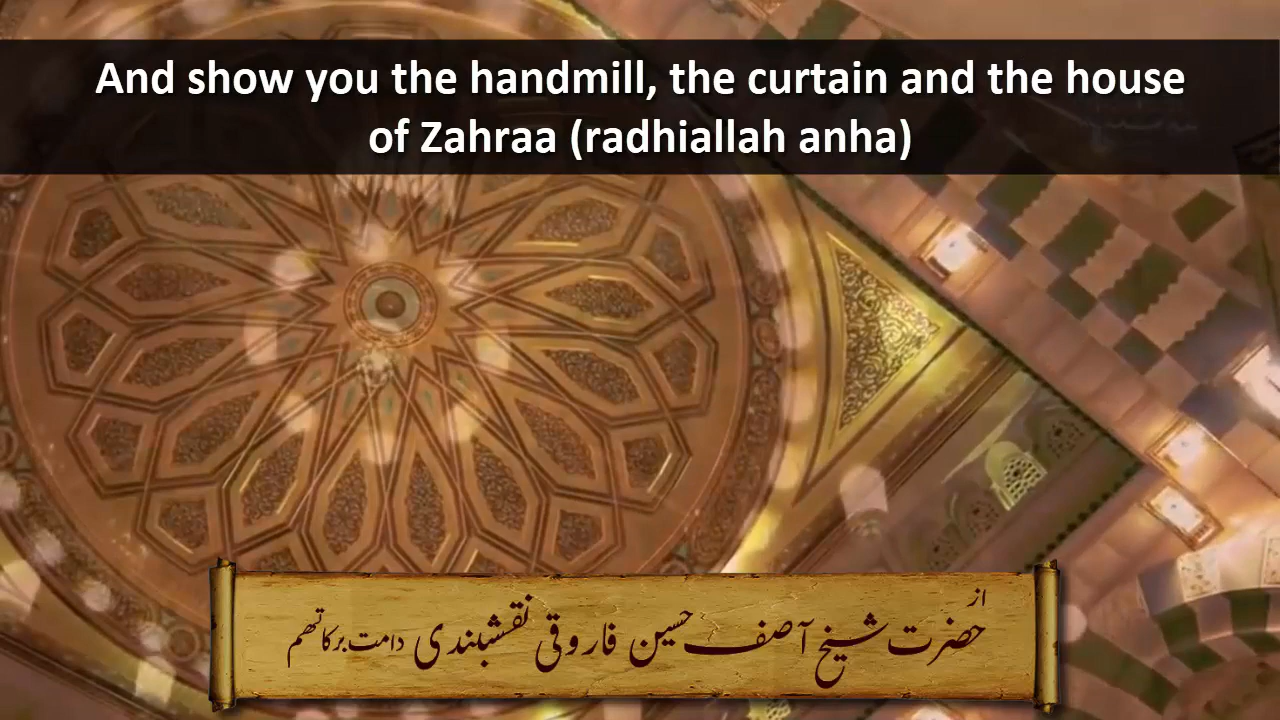 And show you the handmill, the curtain and the house
of Zahraa (radhiallah anha)
از
حضرت شیخ آصف حسین فاروقی نقشبندی دامت برکاتھم